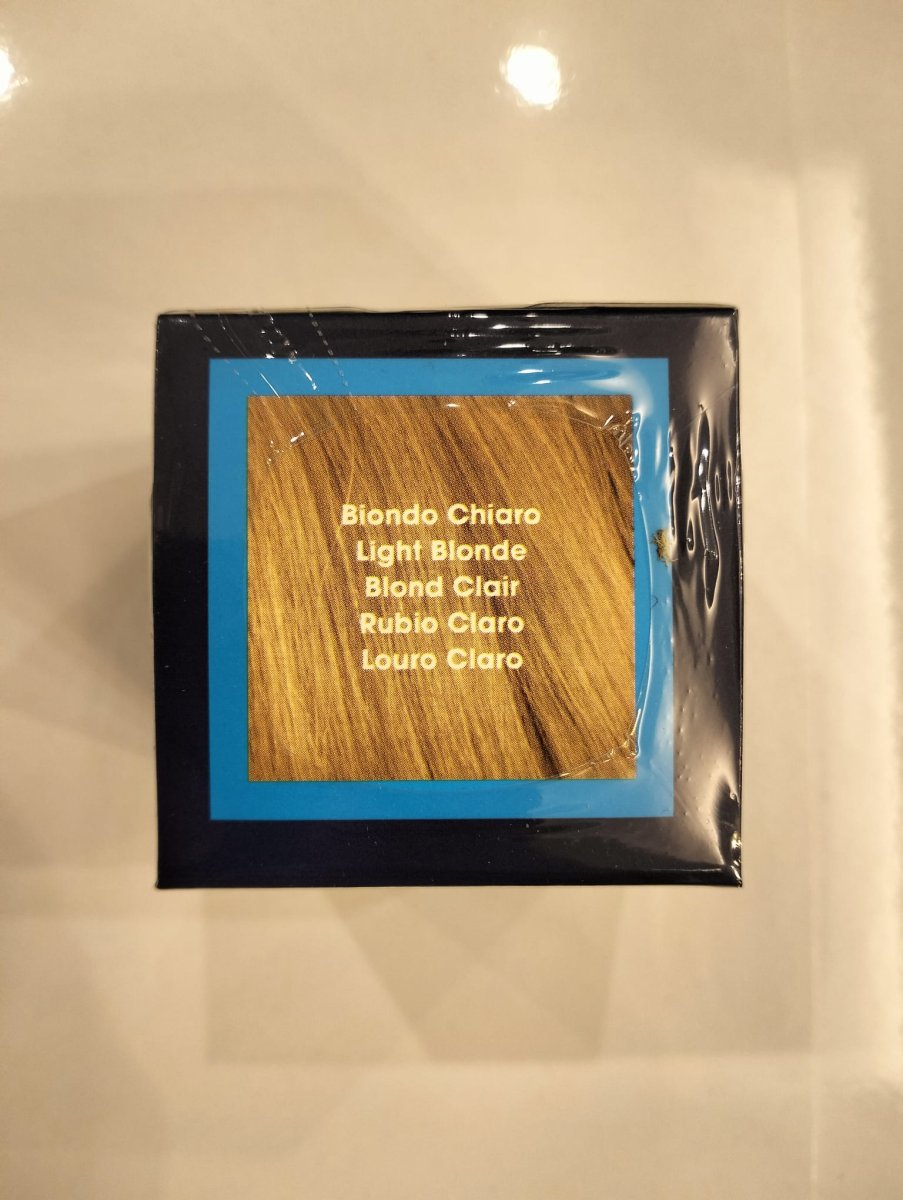 Biondo Chiaro
Light Blonde
Blond Clair
Rubio Claro
Louro Claro